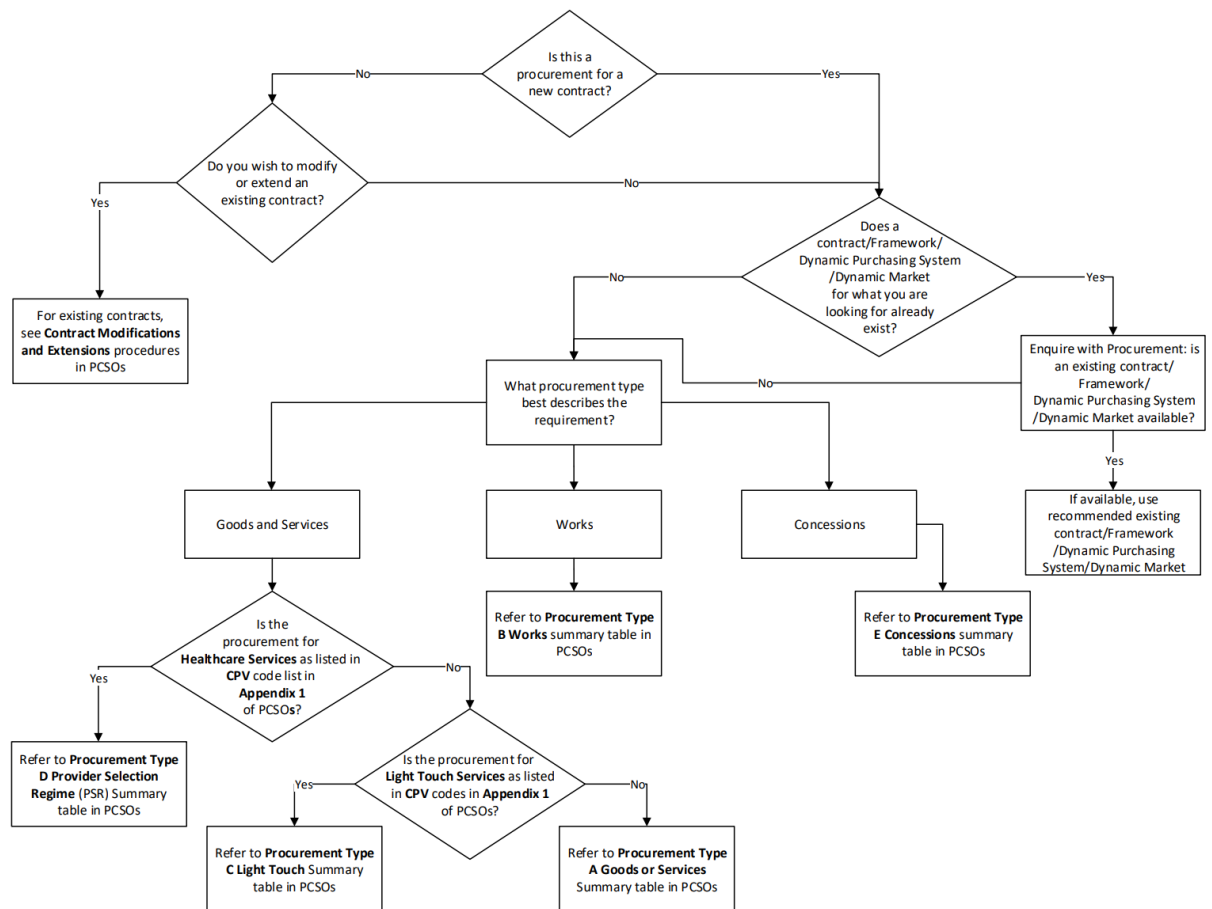 Is this a
procurement for a
new contract?
No
Yes
Do you wish to modify
or extend an
existing contract?
Yes
No
Does a
contract/Framework/
Dynamic Purchasing System
/Dynamic Market
for what you are
looking for already
exist?
No
Yes
For existing contracts,
see Contract Modifications
and Extensions procedures
in PCSOs
Enquire with Procurement: is
an existing contract/
Framework/
Dynamic Purchasing System
/Dynamic Market available?
No
Yes
What procurement type
best describes the
requirement?
If available, use
recommended existing
contract/Framework
/Dynamic Purchasing
System/Dynamic Market
Goods and Services
Works
Concessions
Refer to Procurement Type
B Works summary table in
PCSOs
Refer to Procurement Type
E Concessions summary
table in PCSOs
Is the
procurement for
Healthcare Services as listed in
CPV code list in
Appendix 1
of PCSOs?
Yes
No
Refer to Procurement Type
D Provider Selection
Regime (PSR) Summary
table in PCSOs
Is the procurement for
Light Touch Services as listed
in CPV codes in Appendix 1
of PCSOs?
Yes
No
Refer to Procurement Type
C Light Touch Summary
table in PCSOs
Refer to Procurement Type
A Goods or Services
Summary table in PCSOs